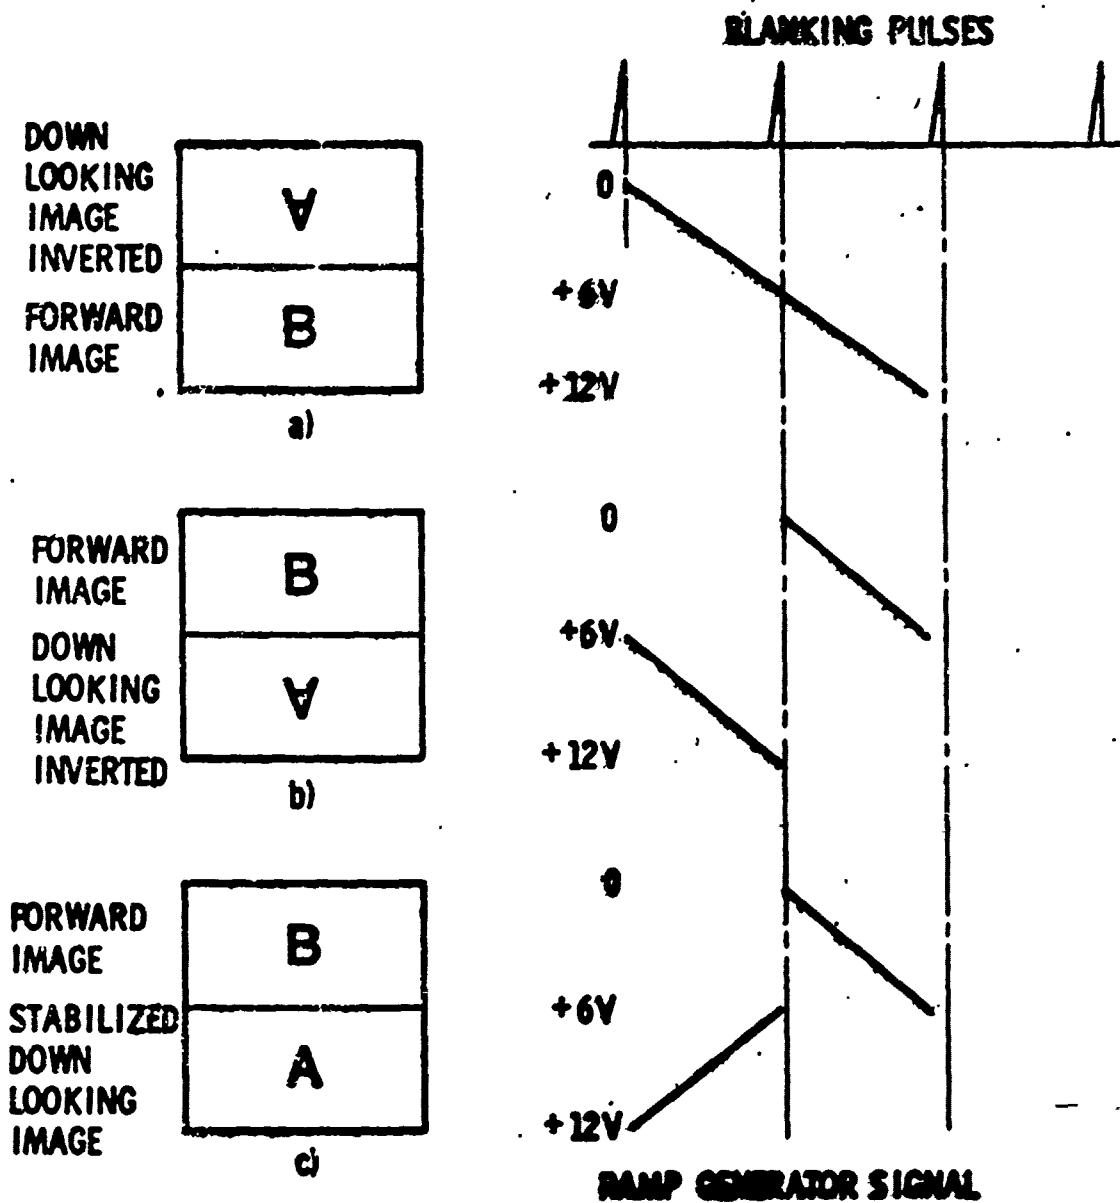 BLANKING PULSES
DOWN
LOOKING
IMAGE
INVERTED
∀
FORWARD
IMAGE
B
a)
0
+6V
+12V
FORWARD
IMAGE
B
DOWN
LOOKING
IMAGE
INVERTED
∀
b)
0
+6V
+12V
FORWARD
IMAGE
B
STABILIZED
DOWN
LOOKING
IMAGE
A
c)
0
+6V
+12V
RAMP GENERATOR SIGNAL